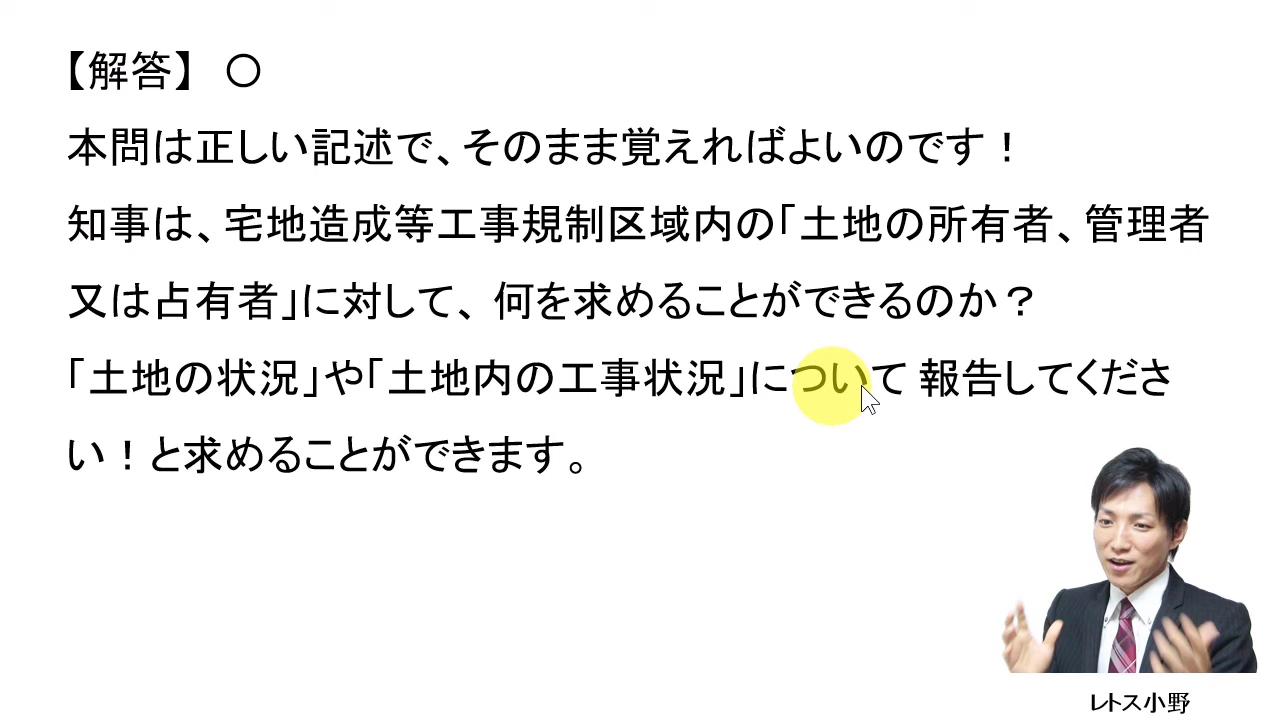 【解答】 〇
本問は正しい記述で、そのまま覚えればよいのです！
知事は、宅地造成等工事規制区域内の「土地の所有者、管理者
又は占有者」に対して、何を求めることができるのか？
「土地の状況」や「土地内の工事状況」について 報告してくださ
い！と求めることができます。
レトス小野